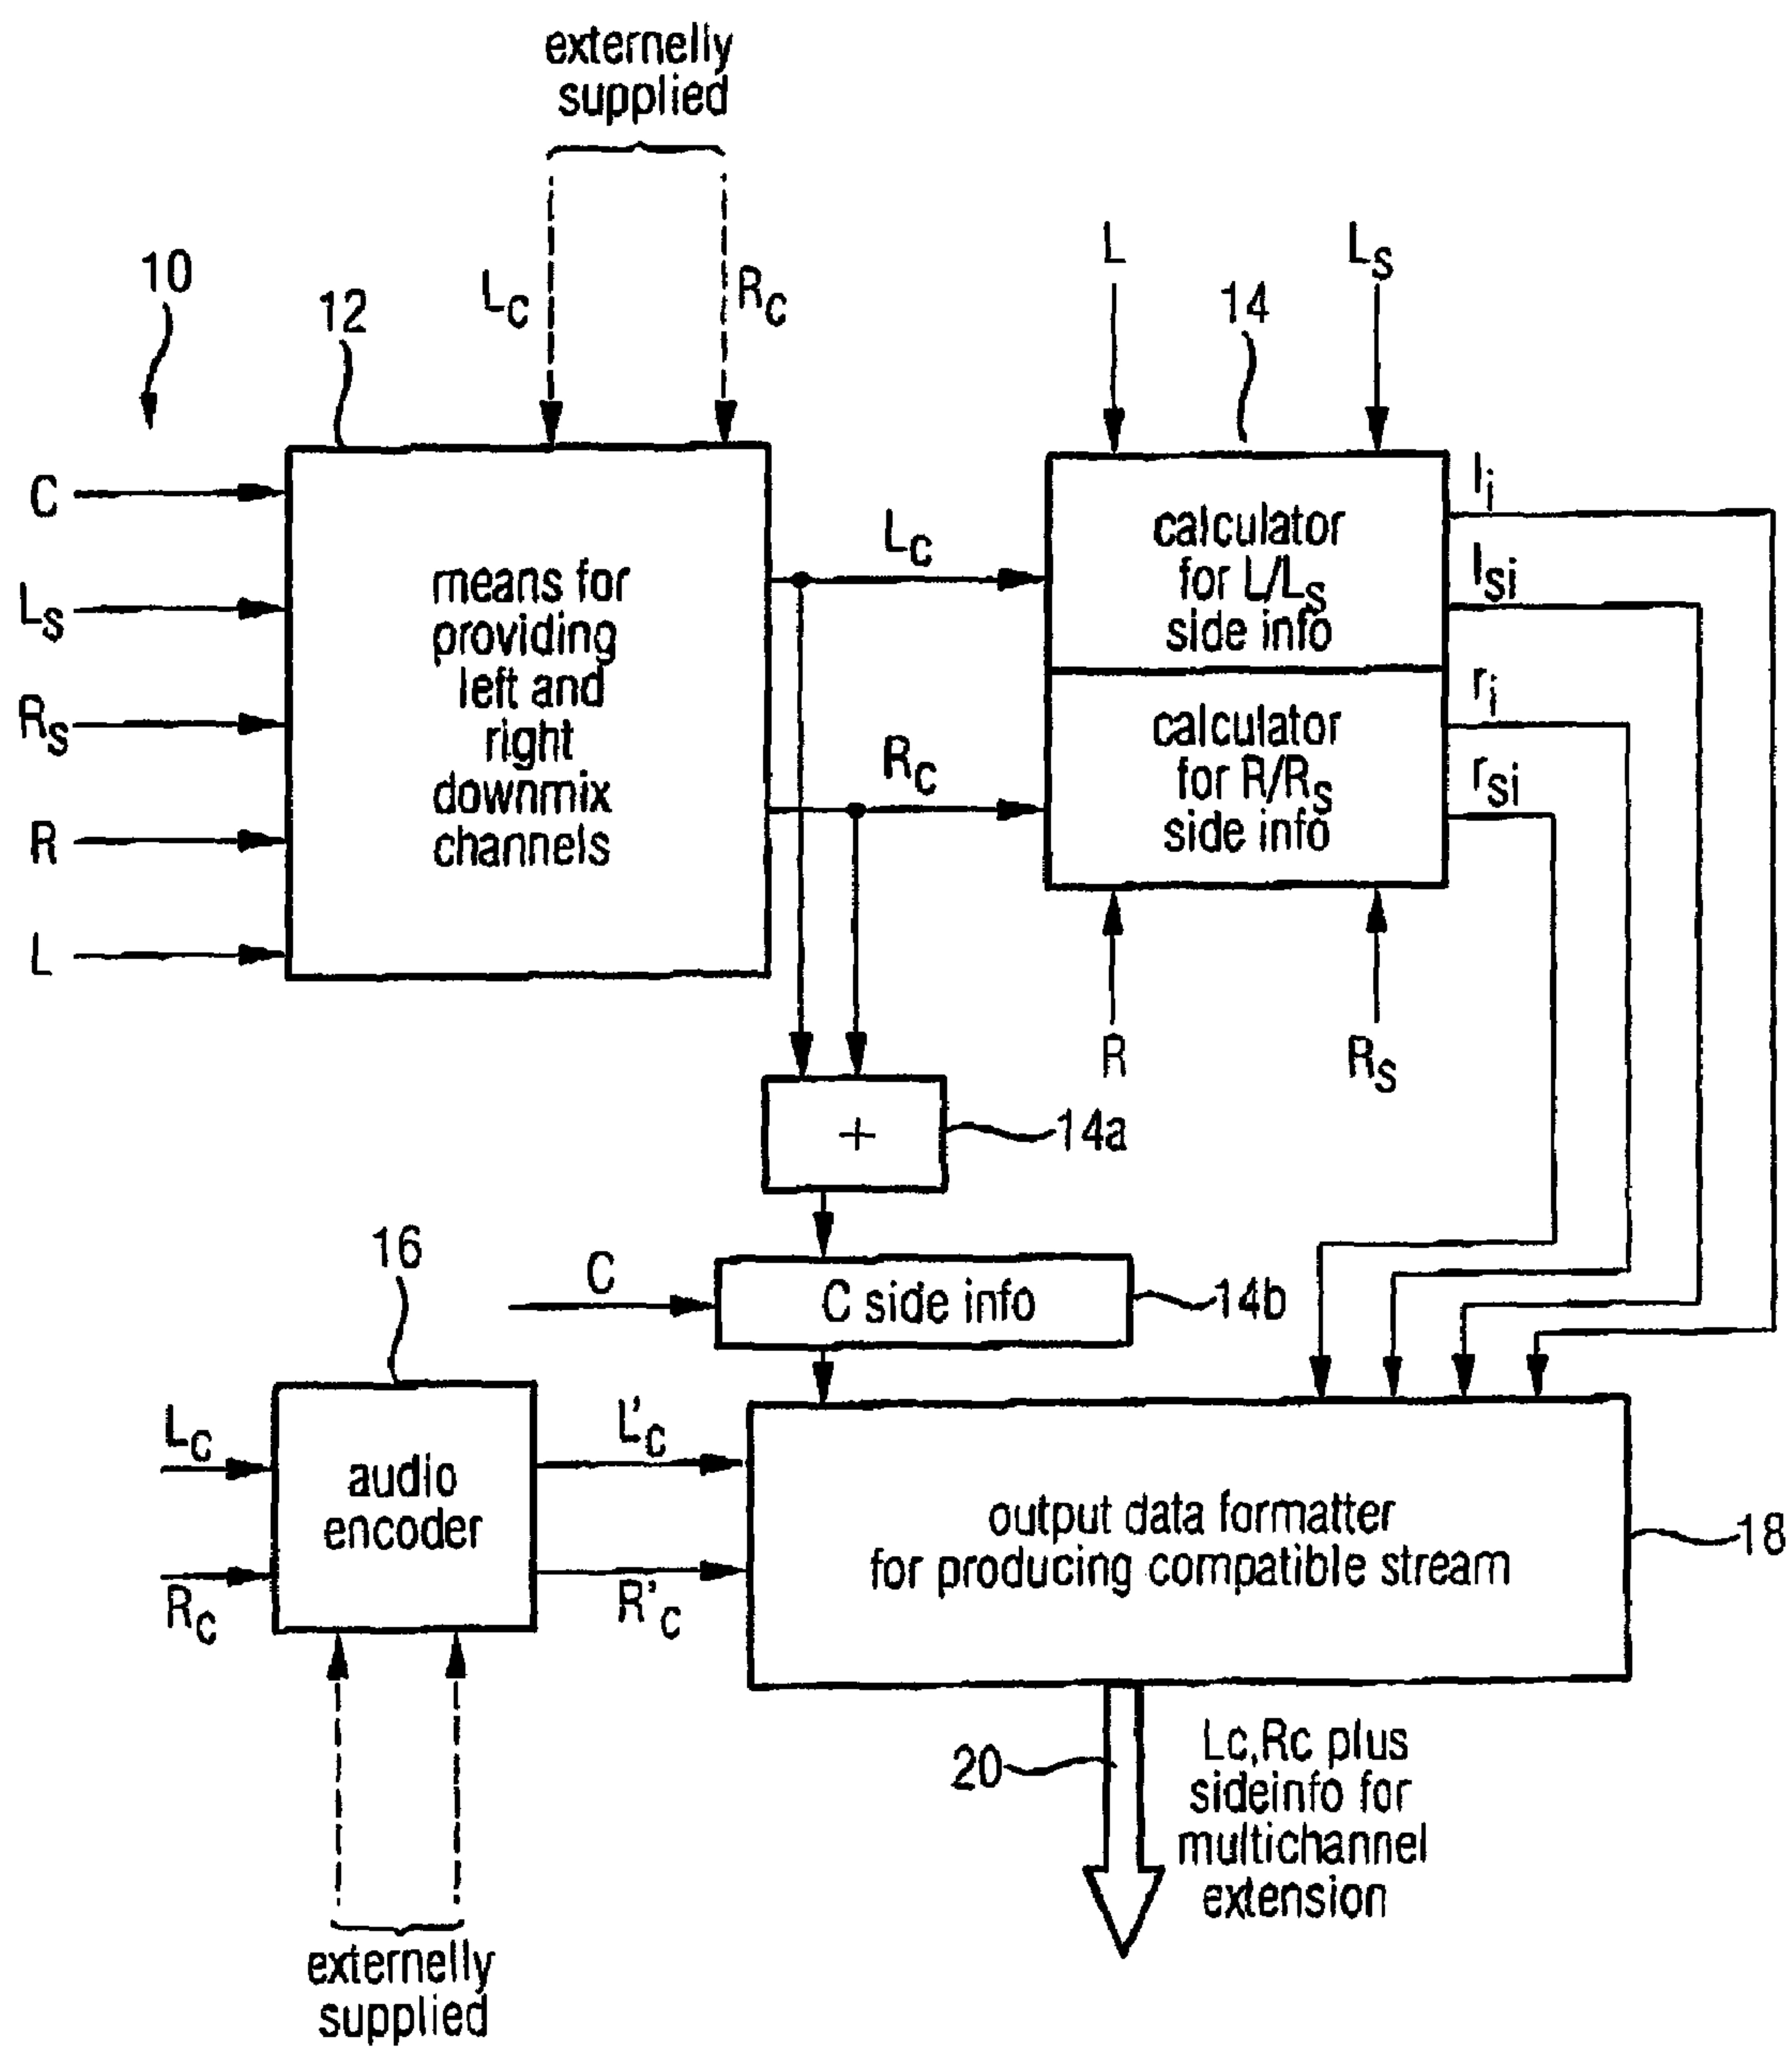 externelly
supplied
10
12
Lc
Rc
L
Ls
14
C
Ls
Rs
R
L
means for
providing
left and
right
downmix
channels
Lc
Rc
calculator
for L/Ls
side info
calculator
for R/Rs
side info
li
lsi
ri
rsi
R
Rs
+
14a
16
C
C side info
14b
Lc
Rc
audio
encoder
L'c
R'c
output data formatter
for producing compatible stream
18
20
Lc,Rc plus
sideinfo for
multichannel
extension
externelly
supplied